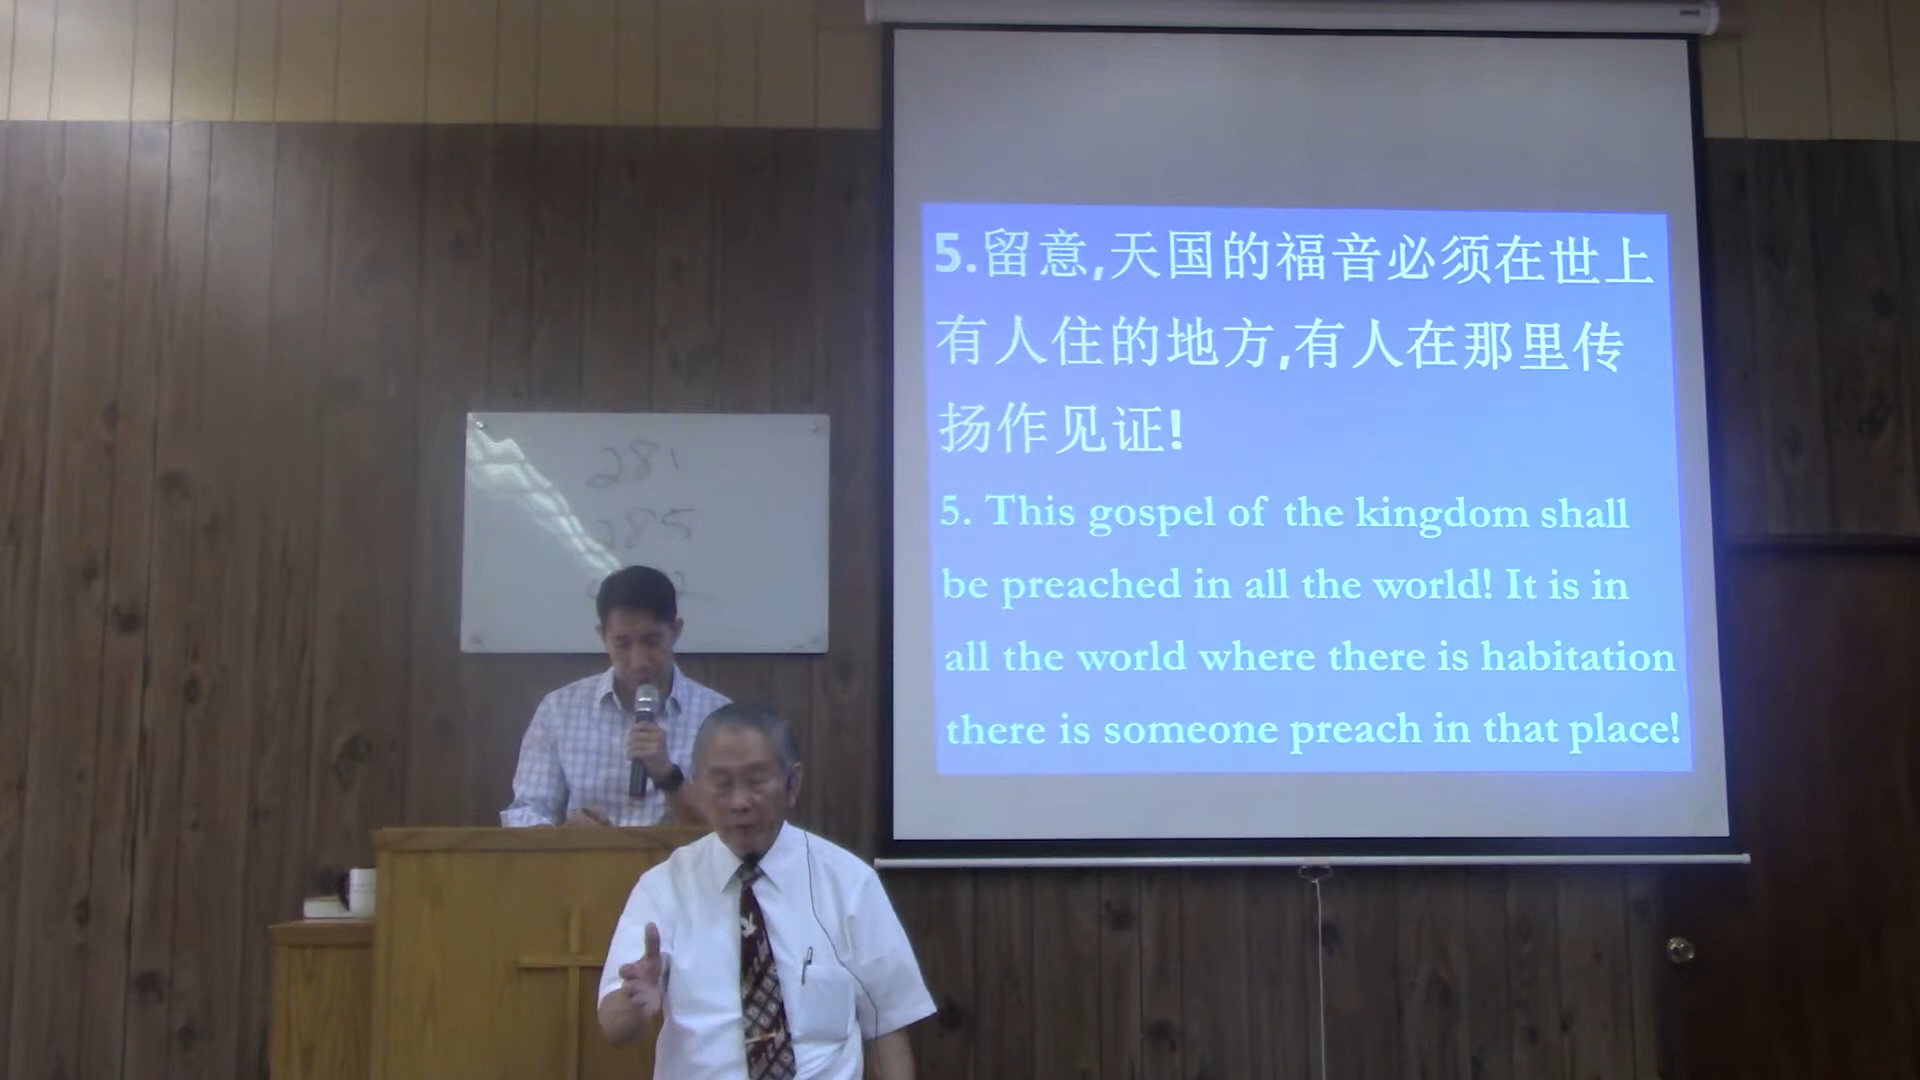 5.留意,天国的福音必须在世上
有人住的地方,有人在那里传
扬作见证!
5. This gospel of the kingdom shall
be preached in all the world! It is in
all the world where there is habitation
there is someone preach in that place!
281
285